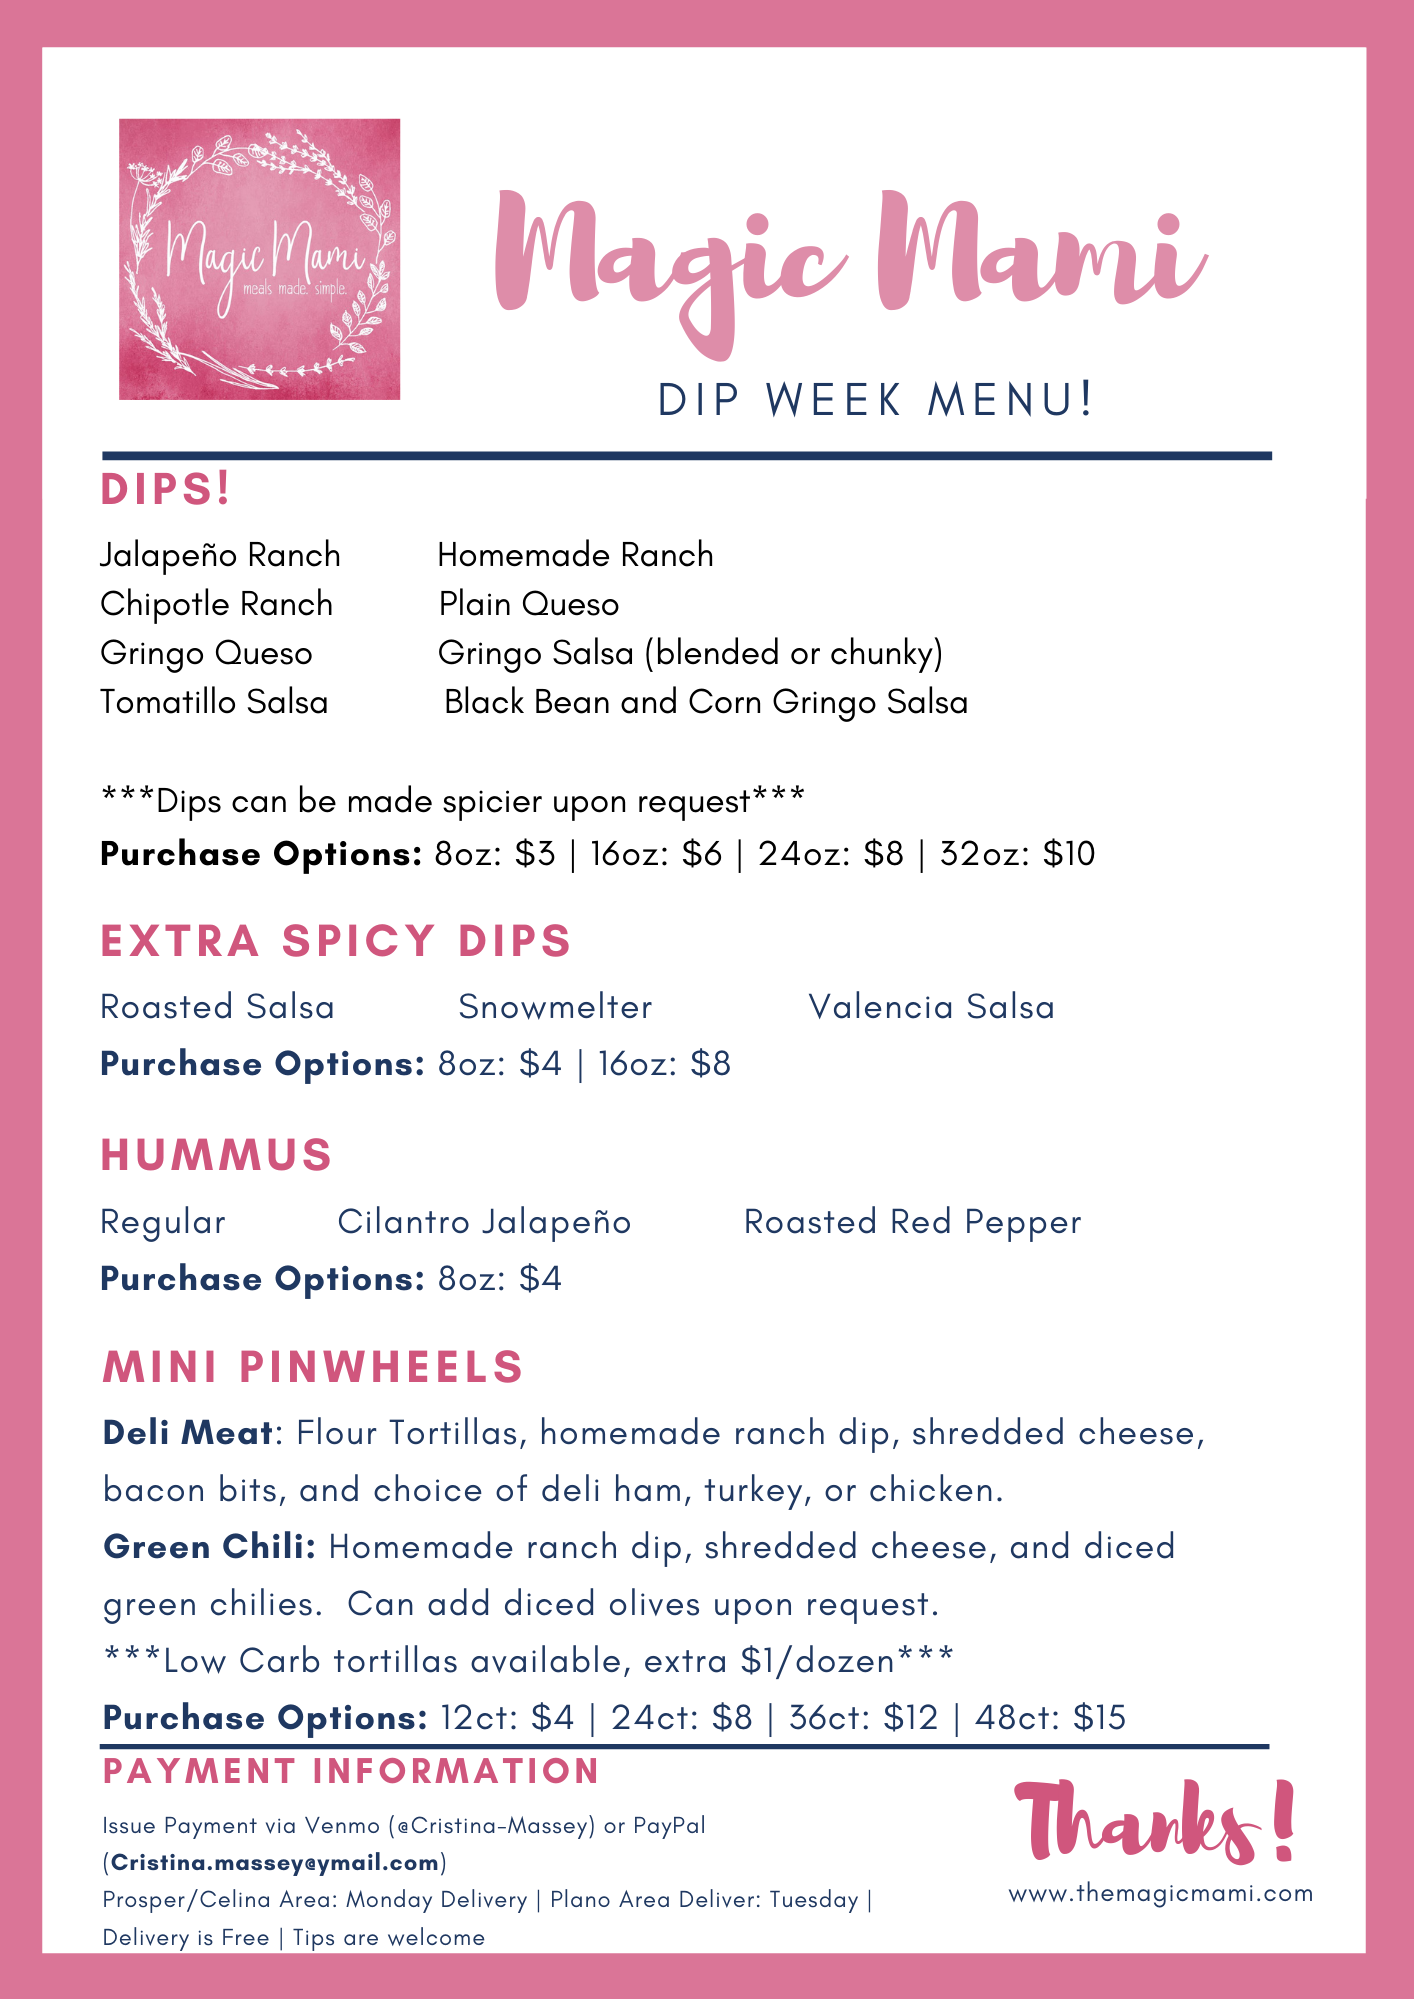 Magic Mami
meals made. simple.
Magic Mami
DIP WEEK MENU!
DIPS!
Jalapeño Ranch Homemade Ranch
Chipotle Ranch Plain Queso
Gringo Queso Gringo Salsa (blended or chunky)
Tomatillo Salsa Black Bean and Corn Gringo Salsa
***Dips can be made spicier upon request***
Purchase Options: 8oz: $3 | 16oz: $6 | 24oz: $8 | 32oz: $10
EXTRA SPICY DIPS
Roasted Salsa Snowmelter Valencia Salsa
Purchase Options: 8oz: $4 | 16oz: $8
HUMMUS
Regular Cilantro Jalapeño Roasted Red Pepper
Purchase Options: 8oz: $4
MINI PINWHEELS
Deli Meat: Flour Tortillas, homemade ranch dip, shredded cheese,
bacon bits, and choice of deli ham, turkey, or chicken.
Green Chili: Homemade ranch dip, shredded cheese, and diced
green chilies. Can add diced olives upon request.
***Low Carb tortillas available, extra $1/dozen***
Purchase Options: 12ct: $4 | 24ct: $8 | 36ct: $12 | 48ct: $15
PAYMENT INFORMATION
Issue Payment via Venmo (@Cristina-Massey) or PayPal
(Cristina.massey@ymail.com)
Prosper/Celina Area: Monday Delivery | Plano Area Deliver: Tuesday |
Delivery is Free | Tips are welcome
Thanks!
www.themagicmami.com